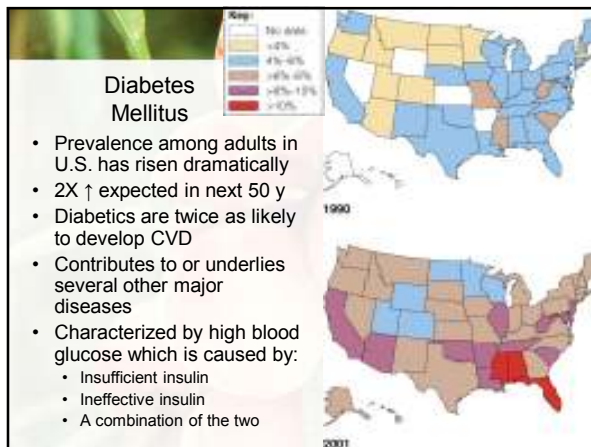 Key:
No data
<4%
4%–6%
>6%–8%
>8%–10%
>10%
Diabetes
Mellitus
• Prevalence among adults in
U.S. has risen dramatically
• 2X ↑ expected in next 50 y
• Diabetics are twice as likely
to develop CVD
• Contributes to or underlies
several other major
diseases
• Characterized by high blood
glucose which is caused by:
• Insufficient insulin
• Ineffective insulin
• A combination of the two
1990
2001